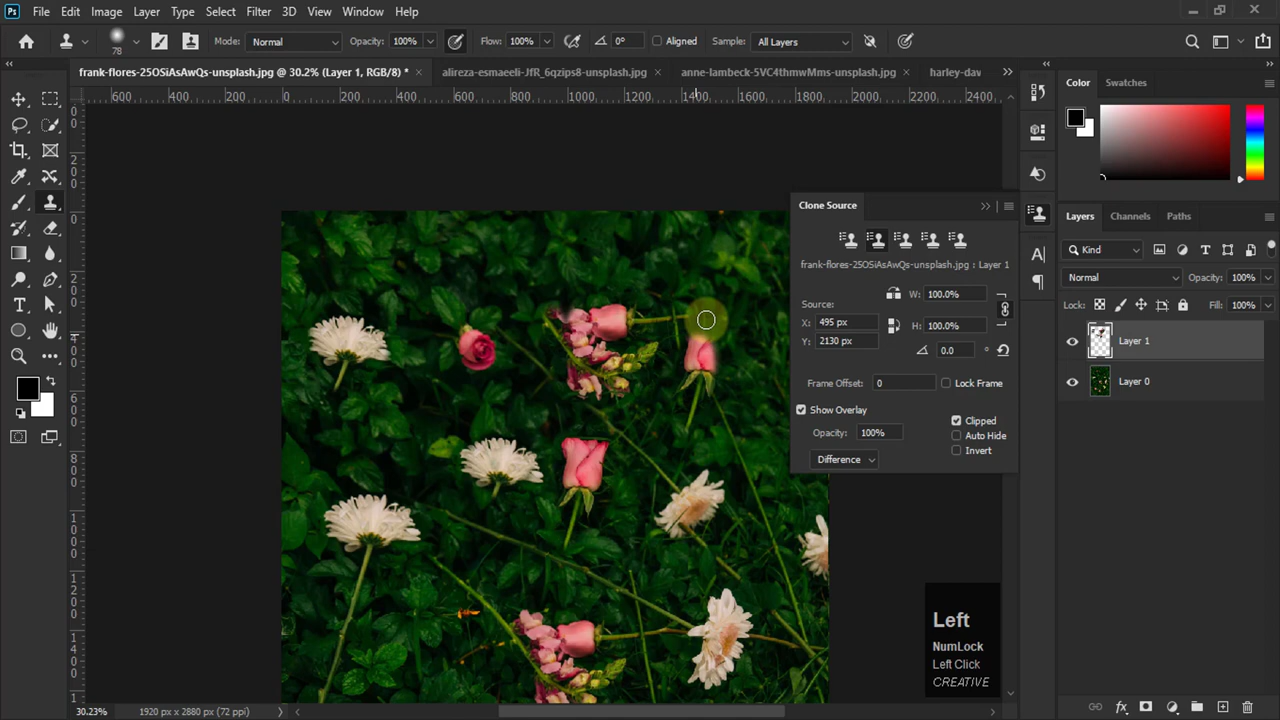 Ps File Edit Image Layer Type Select Filter 3D View Window Help
78 Mode: Normal Opacity: 100% Flow: 100% 0° Aligned Sample: All Layers
frank-flores-25OSiAsAwQs-unsplash.jpg @ 30.2% (Layer 1, RGB/8) * × alireza-esmaeeli-JfR_6qzips8-unsplash.jpg × anne-lambeck-5VC4thmwMms-unsplash.jpg × harley-dav
600 400 200 0 200 400 600 800 1000 1200 1400 1600 1800 2000 2200 2400
Color Swatches
Clone Source
frank-flores-25OSiAsAwQs-unsplash.jpg : Layer 1
W: 100.0%
Source:
X: 495 px
H: 100.0%
Y: 2130 px
0.0 °
Frame Offset: 0 Lock Frame
Show Overlay
Opacity: 100%
Difference
Clipped
Auto Hide
Invert
Layers Channels Paths
Kind
Normal Opacity: 100%
Lock: Fill: 100%
Layer 1
Layer 0
Left
NumLock
Left Click
CREATIVE
30.23% 1920 px x 2880 px (72 ppi)